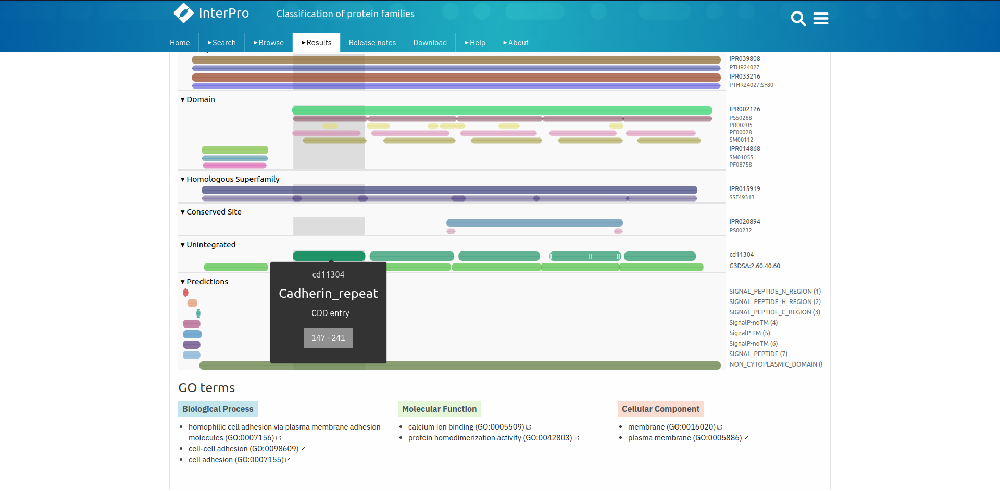 InterPro
Classification of protein families
Home
▸Search
▸Browse
▸Results
Release notes
Download
▸Help
▸About
IPR039808
PTHR24027
IPR033216
PTHR24027:SF80
▾ Domain
IPR002126
PS50268
PR00205
PF00028
SM00112
IPR014868
SM01055
PF08758
▾ Homologous Superfamily
IPR015919
SSF49313
▾ Conserved Site
IPR020894
PS00232
▾ Unintegrated
cd11304
G3DSA:2.60.40.60
cd11304
Cadherin_repeat
CDD entry
147 - 241
▾ Predictions
SIGNAL_PEPTIDE_N_REGION (1)
SIGNAL_PEPTIDE_H_REGION (2)
SIGNAL_PEPTIDE_C_REGION (3)
SignalP-noTM (4)
SignalP-TM (5)
SignalP-noTM (6)
SIGNAL_PEPTIDE (7)
NON_CYTOPLASMIC_DOMAIN (
GO terms
Biological Process
homophilic cell adhesion via plasma membrane adhesion
molecules (GO:0007156)
cell-cell adhesion (GO:0098609)
cell adhesion (GO:0007155)
Molecular Function
calcium ion binding (GO:0005509)
protein homodimerization activity (GO:0042803)
Cellular Component
membrane (GO:0016020)
plasma membrane (GO:0005886)